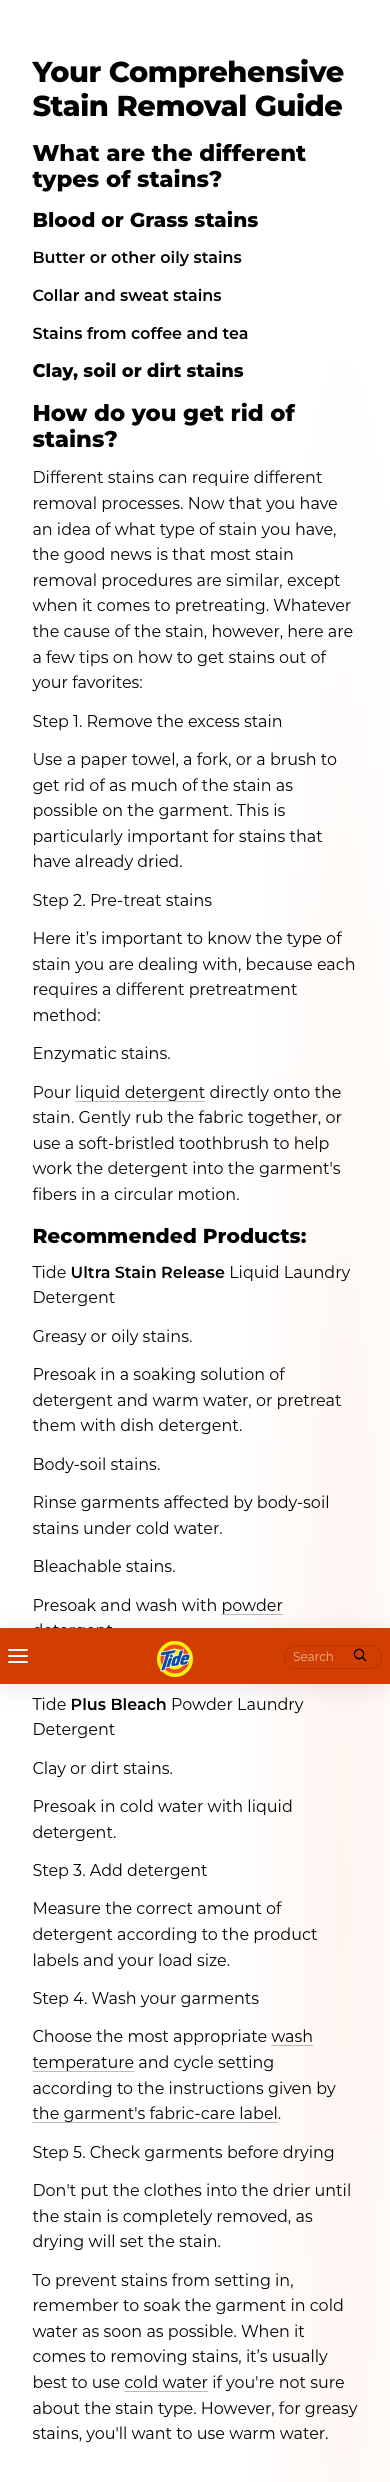 Your Comprehensive
Stain Removal Guide
What are the different
types of stains?
Blood or Grass stains
Butter or other oily stains
Collar and sweat stains
Stains from coffee and tea
Clay, soil or dirt stains
How do you get rid of
stains?
Different stains can require different
removal processes. Now that you have
an idea of what type of stain you have,
the good news is that most stain
removal procedures are similar, except
when it comes to pretreating. Whatever
the cause of the stain, however, here are
a few tips on how to get stains out of
your favorites:
Step 1. Remove the excess stain
Use a paper towel, a fork, or a brush to
get rid of as much of the stain as
possible on the garment. This is
particularly important for stains that
have already dried.
Step 2. Pre-treat stains
Here it’s important to know the type of
stain you are dealing with, because each
requires a different pretreatment
method:
Enzymatic stains.
Pour liquid detergent directly onto the
stain. Gently rub the fabric together, or
use a soft-bristled toothbrush to help
work the detergent into the garment's
fibers in a circular motion.
Recommended Products:
Tide Ultra Stain Release Liquid Laundry
Detergent
Greasy or oily stains.
Presoak in a soaking solution of
detergent and warm water, or pretreat
them with dish detergent.
Body-soil stains.
Rinse garments affected by body-soil
stains under cold water.
Bleachable stains.
Presoak and wash with powder
Tide
Search
Tide Plus Bleach Powder Laundry
Detergent
Clay or dirt stains.
Presoak in cold water with liquid
detergent.
Step 3. Add detergent
Measure the correct amount of
detergent according to the product
labels and your load size.
Step 4. Wash your garments
Choose the most appropriate wash
temperature and cycle setting
according to the instructions given by
the garment's fabric-care label.
Step 5. Check garments before drying
Don't put the clothes into the drier until
the stain is completely removed, as
drying will set the stain.
To prevent stains from setting in,
remember to soak the garment in cold
water as soon as possible. When it
comes to removing stains, it’s usually
best to use cold water if you're not sure
about the stain type. However, for greasy
stains, you'll want to use warm water.